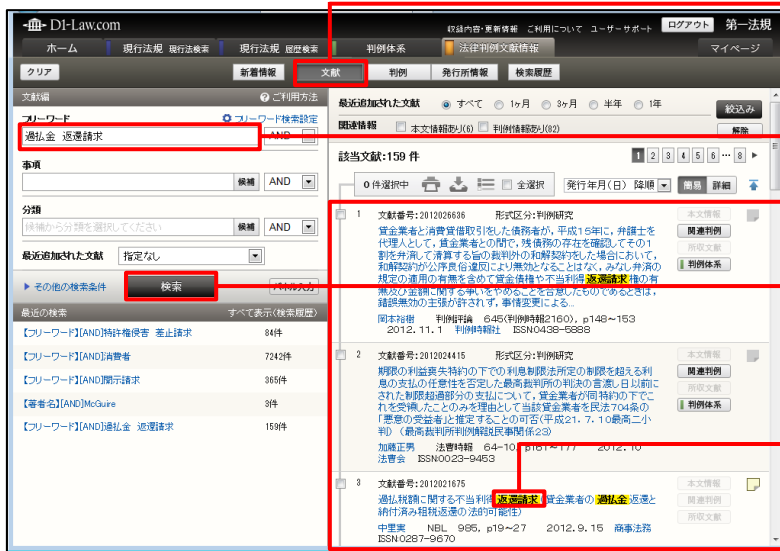 D1-Law.com
収録内容・更新情報 ご利用について ユーザーサポート ログアウト 第一法規
ホーム 現行法規 現行法検索 現行法規 履歴検索 判例体系 法律判例文献情報 マイページ
クリア 新着情報 文献 判例 発行所情報 検索履歴
文献編 ご利用方法
フリーワード フリーワード検索設定
過払金 返還請求 AND
事項
候補 AND
分類
候補から分類を選択してください 候補 AND
最近追加された文献 指定なし
その他の検索条件 検索 バトル入力
最近の検索 すべて表示(検索履歴)
【フリーワード】[AND]特許権侵害 差止請求 84件
【フリーワード】[AND]消費者 7242件
【フリーワード】[AND]開示請求 365件
【著者名】[AND]McGuire 3件
【フリーワード】[AND]過払金 返還請求 159件
最近追加された文献 すべて 1ヶ月 3ヶ月 半年 1年 絞込み
関連情報 本文情報あり(6) 判例情報あり(82) 解除
該当文献:159 件 1 2 3 4 5 6 … 8
0件選択中 全選択 発行年月(日) 降順 簡易 詳細
1 文献番号:2012026636 形式区分:判例研究 本文情報
貸金業者と消費貸借取引をした債務者が，平成15年に，弁護士を
代理人として，貸金業者との間で，残債務の存在を確認してその1
割を弁済して清算する旨の裁判外の和解契約をした場合において，
和解契約が公序良俗違反により無効となることはなく，みなし弁済の
規定の適用の有無を含めて貸金債権や不当利得返還請求権の有
無及び金額に関する争いをやめることを合意したものであるときは，
錯誤無効の主張が許されず，事情変更による…
関連判例
所収文献
判例体系
岡本裕樹 判例評論 645(判例時報2160)，p148~153
2012.11.1 判例時報社 ISSN0438-5888
2 文献番号:2012024415 形式区分:判例研究 本文情報
期限の利益喪失特約の下での利息制限法所定の制限を超える利
息の支払の任意性を否定した最高裁判所の判決の言渡し日以前に
された制限超過部分の支払について，貸金業者が同特約の下でこ
れを受領したことのみを理由として当該貸金業者を民法704条の
「悪意の受益者」と推定することの可否(平成21．7．10最高二小
判) (最高裁判所判例解説民事関係23)
関連判例
所収文献
判例体系
加藤正男 法曹時報 64-10，p161~177 2012.10
法曹会 ISSN0023-9453
3 文献番号:2012021675 本文情報
過払税額に関する不当利得返還請求(貸金業者の過払金返還と
納付済み租税返還の法的可能性)
関連判例
所収文献
中里実 NBL 985，p19~27 2012.9.15 商事法務
ISSN0287-9670